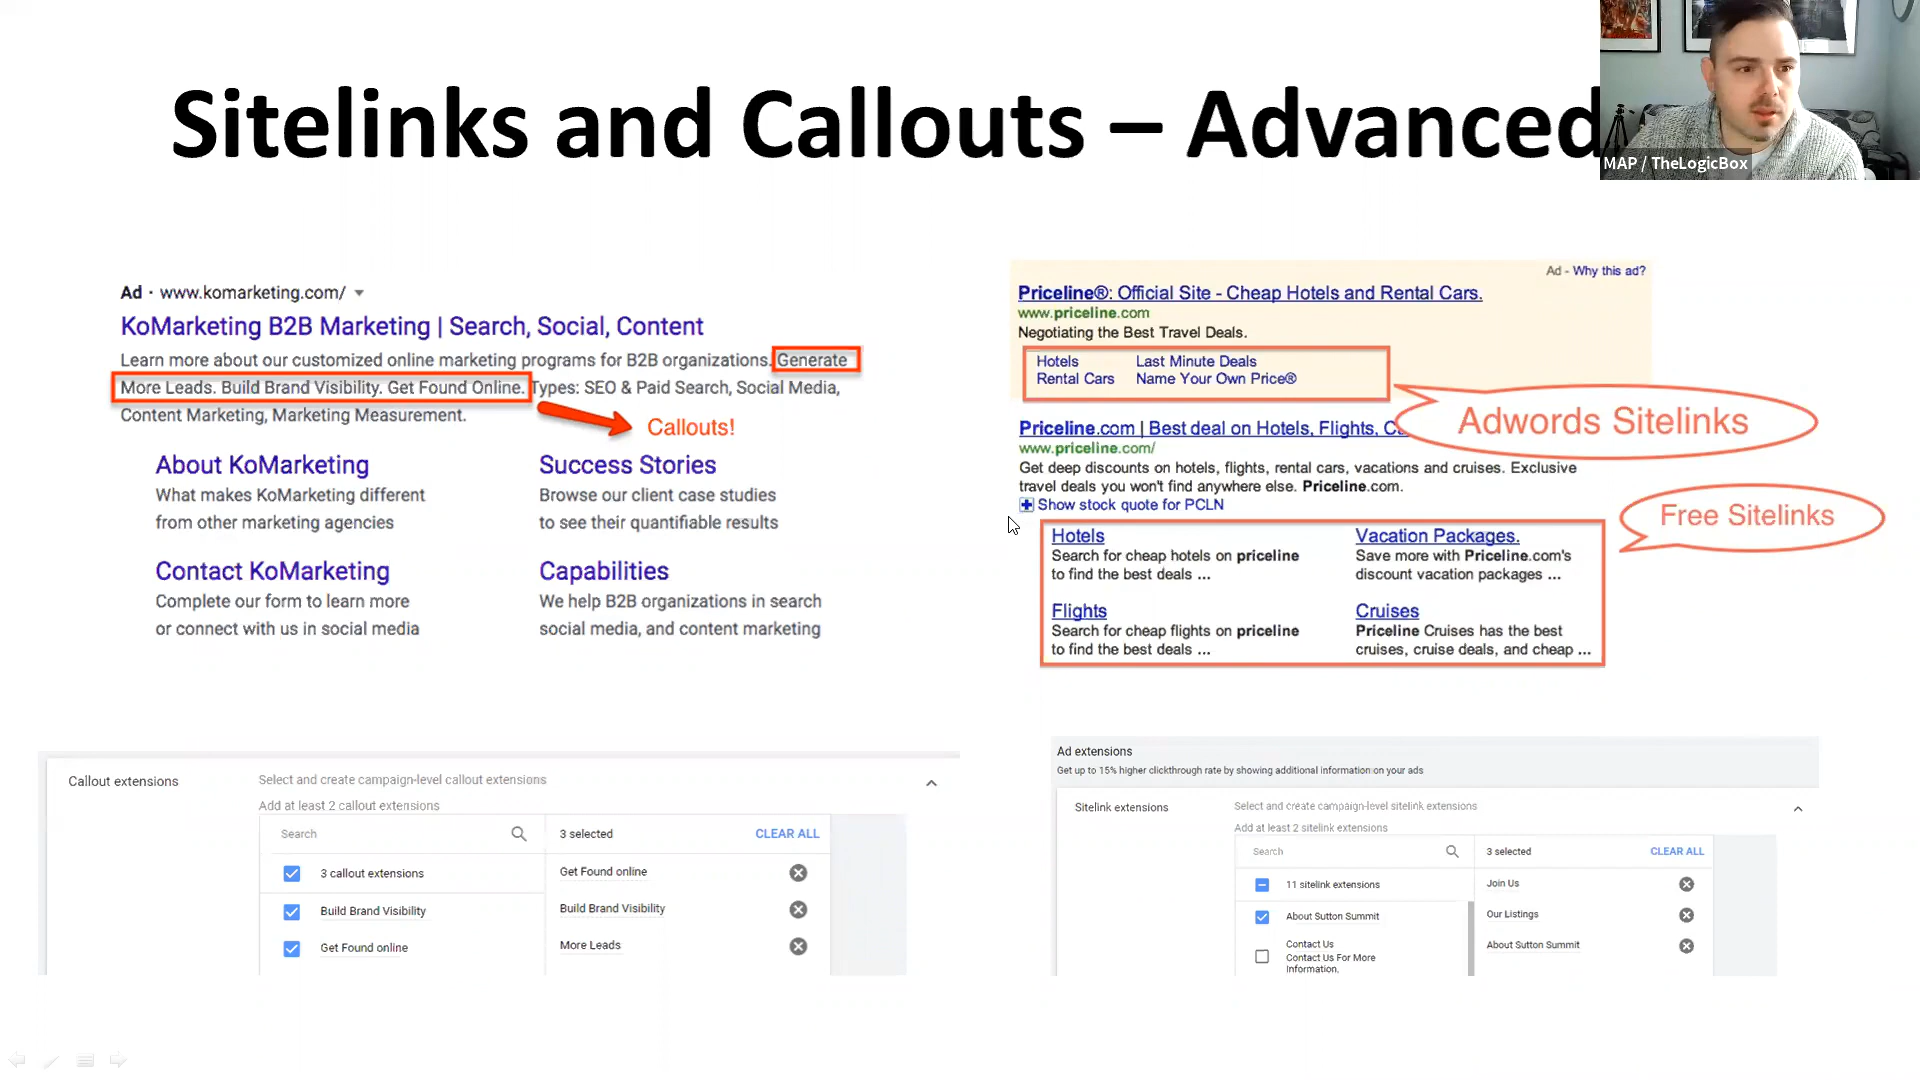 Sitelinks and Callouts – Advanced
MAP / TheLogicBox
Ad · www.komarketing.com/
KoMarketing B2B Marketing | Search, Social, Content
Learn more about our customized online marketing programs for B2B organizations. Generate
More Leads. Build Brand Visibility. Get Found Online. Types: SEO & Paid Search, Social Media,
Content Marketing, Marketing Measurement.
Callouts!
About KoMarketing
What makes KoMarketing different
from other marketing agencies
Success Stories
Browse our client case studies
to see their quantifiable results
Contact KoMarketing
Complete our form to learn more
or connect with us in social media
Capabilities
We help B2B organizations in search
social media, and content marketing
Ad - Why this ad?
Priceline®: Official Site - Cheap Hotels and Rental Cars.
www.priceline.com
Negotiating the Best Travel Deals.
Hotels
Last Minute Deals
Rental Cars
Name Your Own Price®
Adwords Sitelinks
Priceline.com | Best deal on Hotels, Flights,
www.priceline.com/
Get deep discounts on hotels, flights, rental cars, vacations and cruises. Exclusive
travel deals you won't find anywhere else. Priceline.com.
Show stock quote for PCLN
Free Sitelinks
Hotels
Search for cheap hotels on priceline
to find the best deals ...
Vacation Packages.
Save more with Priceline.com's
discount vacation packages ...
Flights
Search for cheap flights on priceline
to find the best deals ...
Cruises
Priceline Cruises has the best
cruises, cruise deals, and cheap ...
Callout extensions
Select and create campaign-level callout extensions
Add at least 2 callout extensions
Search
3 selected
CLEAR ALL
3 callout extensions
Get Found online
Build Brand Visibility
Build Brand Visibility
Get Found online
More Leads
Ad extensions
Get up to 15% higher clickthrough rate by showing additional information on your ads
Sitelink extensions
Select and create campaign-level sitelink extensions
Add at least 2 sitelink extensions
Search
3 selected
CLEAR ALL
11 sitelink extensions
Join Us
About Sutton Summit
Our Listings
Contact Us
Contact Us For More
Information.
About Sutton Summit